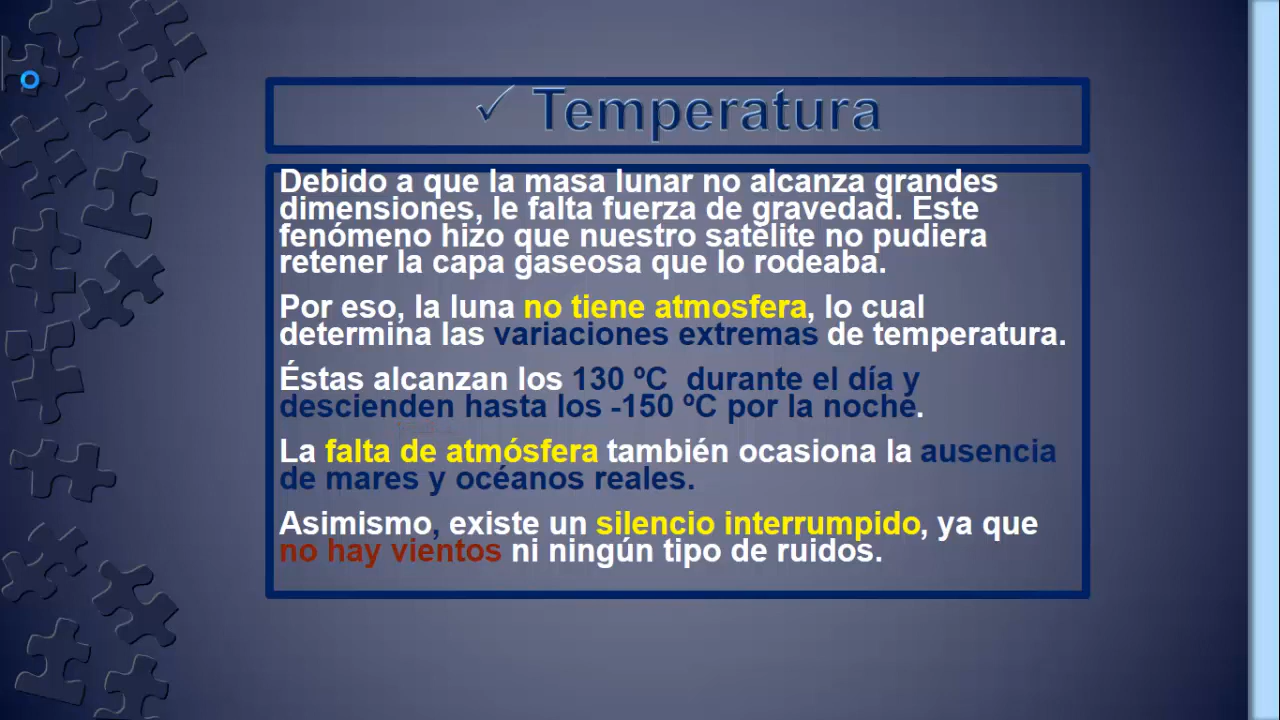 ✓ Temperatura
Debido a que la masa lunar no alcanza grandes
dimensiones, le falta fuerza de gravedad. Este
fenómeno hizo que nuestro satélite no pudiera
retener la capa gaseosa que lo rodeaba.
Por eso, la luna no tiene atmosfera, lo cual
determina las variaciones extremas de temperatura.
Éstas alcanzan los 130 ºC durante el día y
descienden hasta los -150 ºC por la noche.
La falta de atmósfera también ocasiona la ausencia
de mares y océanos reales.
Asimismo, existe un silencio interrumpido, ya que
no hay vientos ni ningún tipo de ruidos.